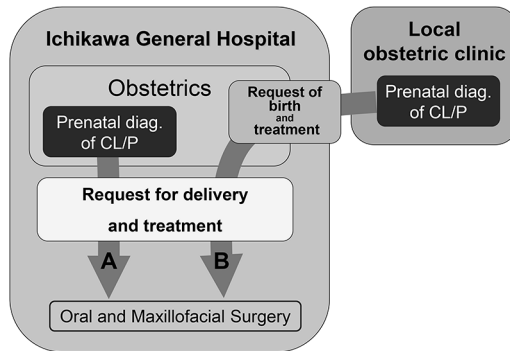 Ichikawa General Hospital
Obstetrics
Prenatal diag.
of CL/P
Request of
birth
and
treatment
Local
obstetric clinic
Prenatal diag.
of CL/P
Request for delivery
and treatment
A
B
Oral and Maxillofacial Surgery